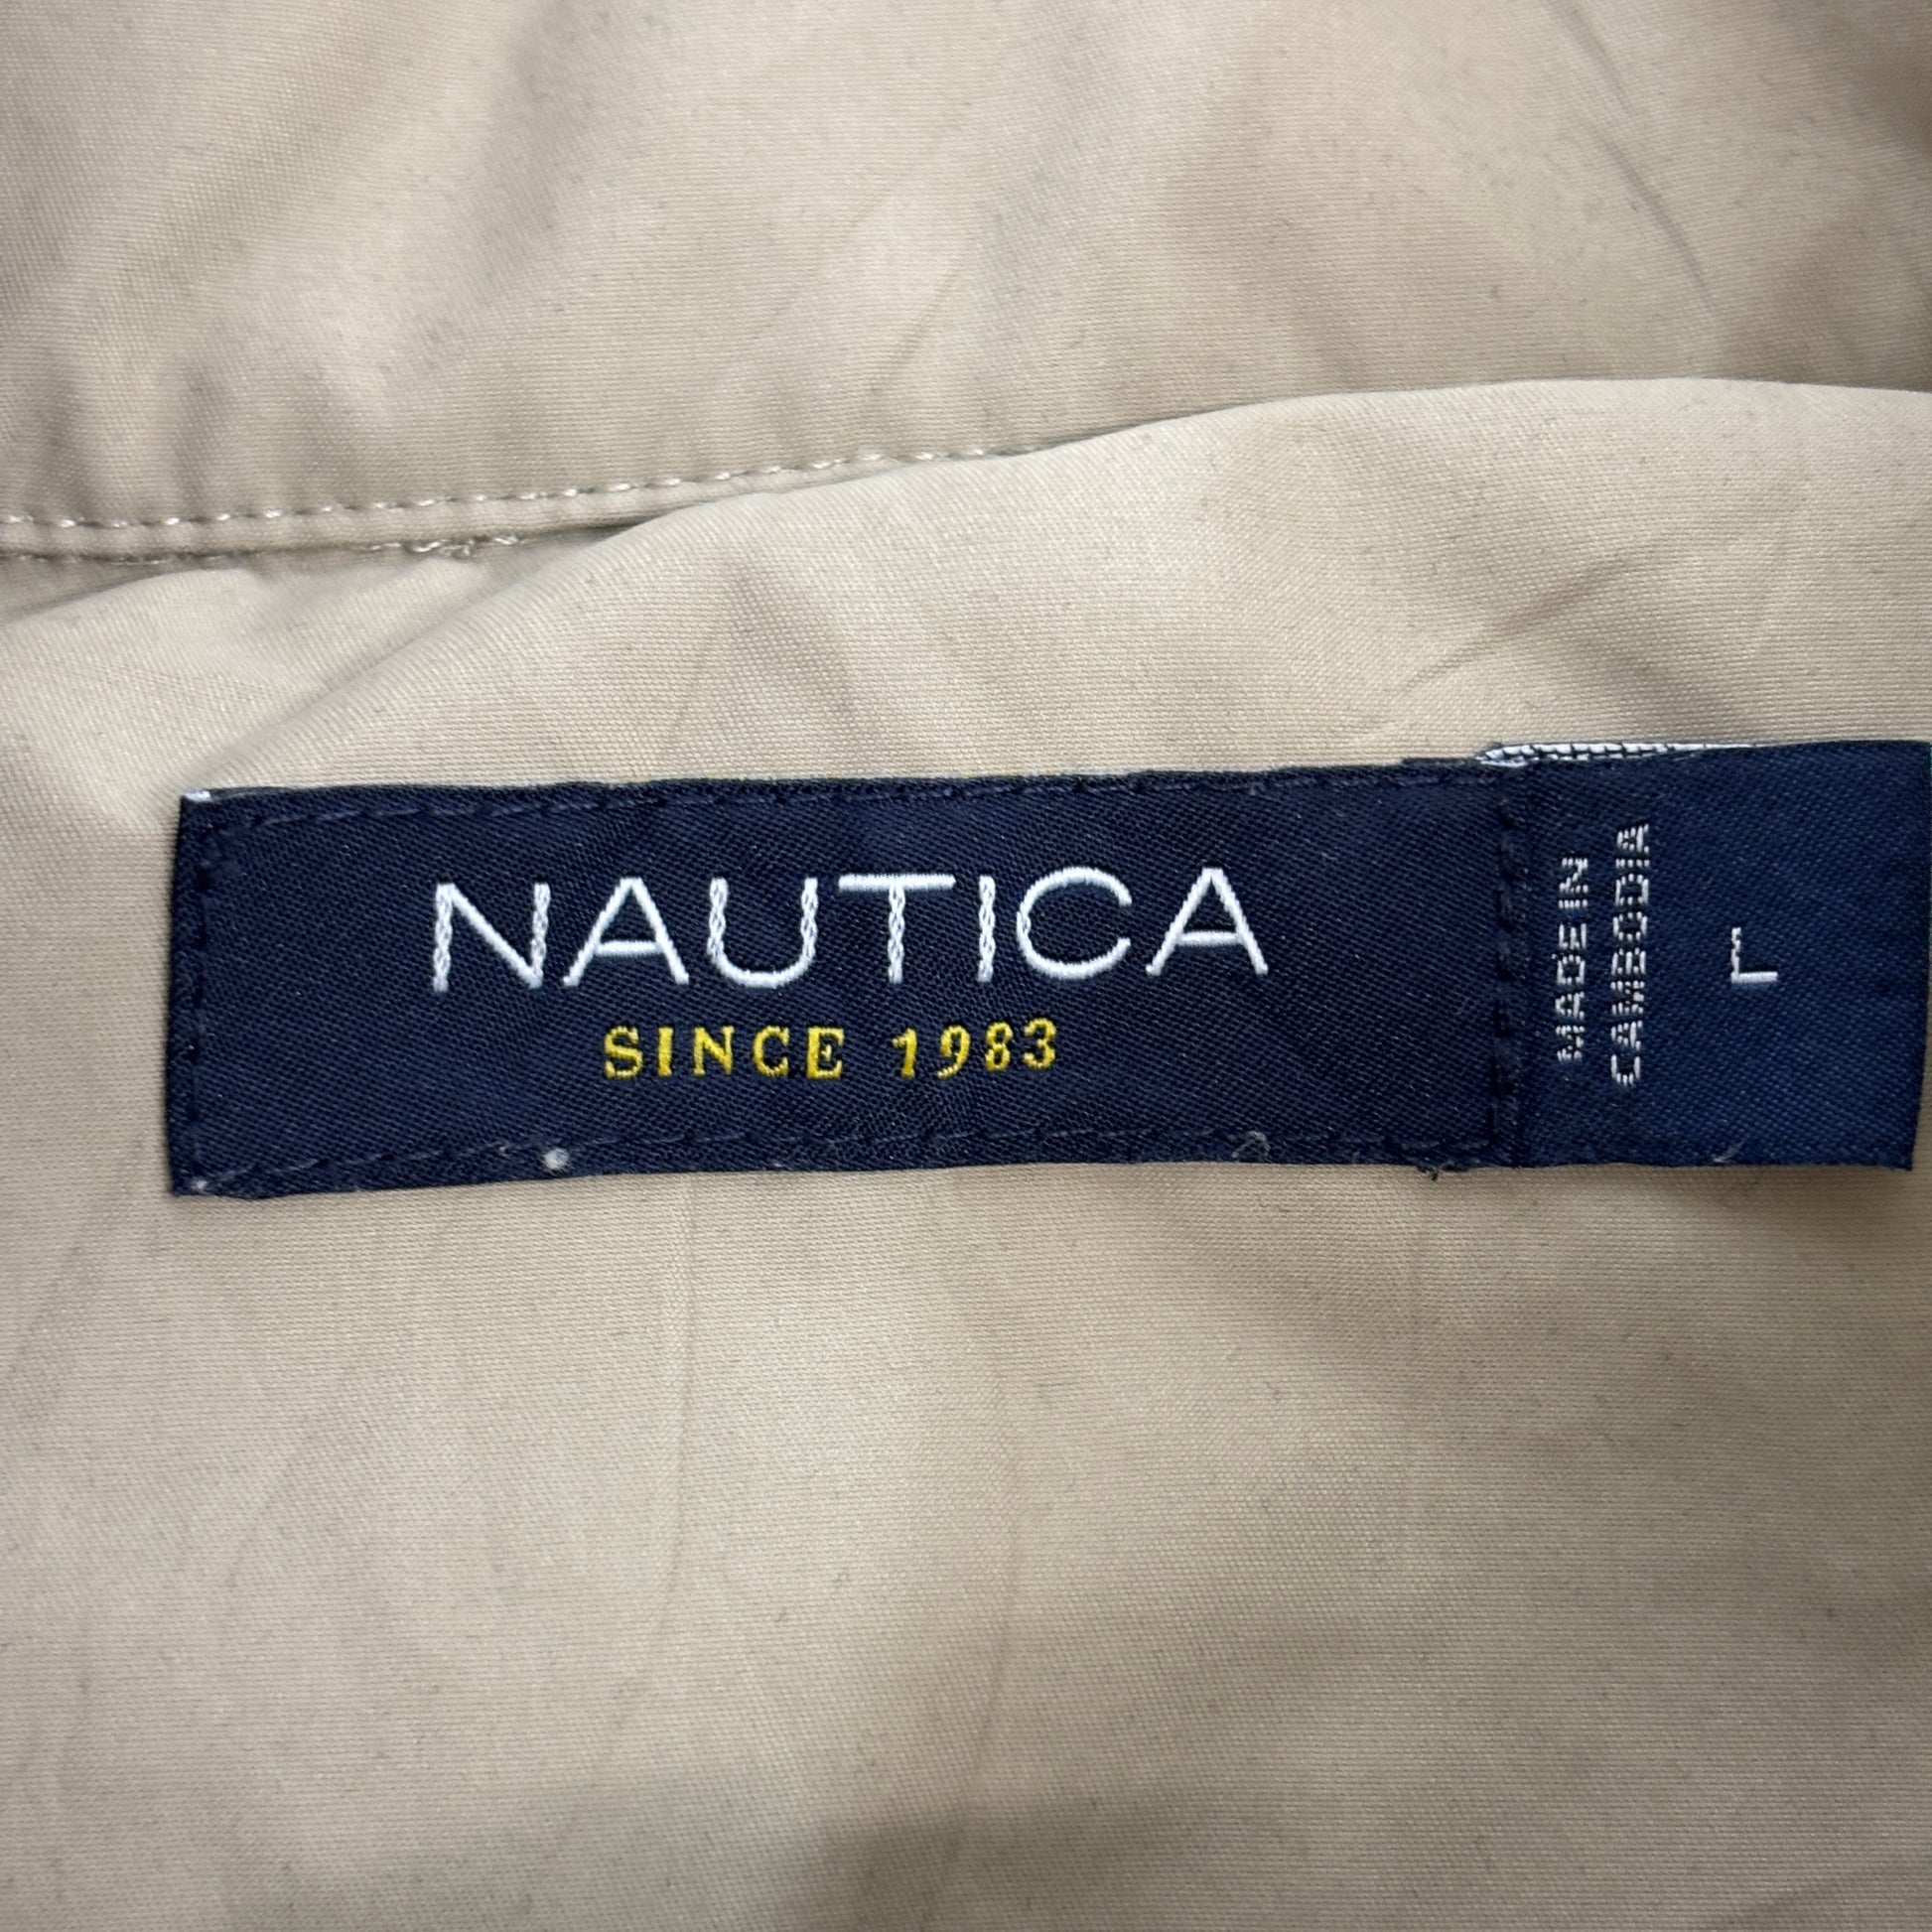 NAUTICA
SINCE 1983
MADE IN
CAMBODIA
L